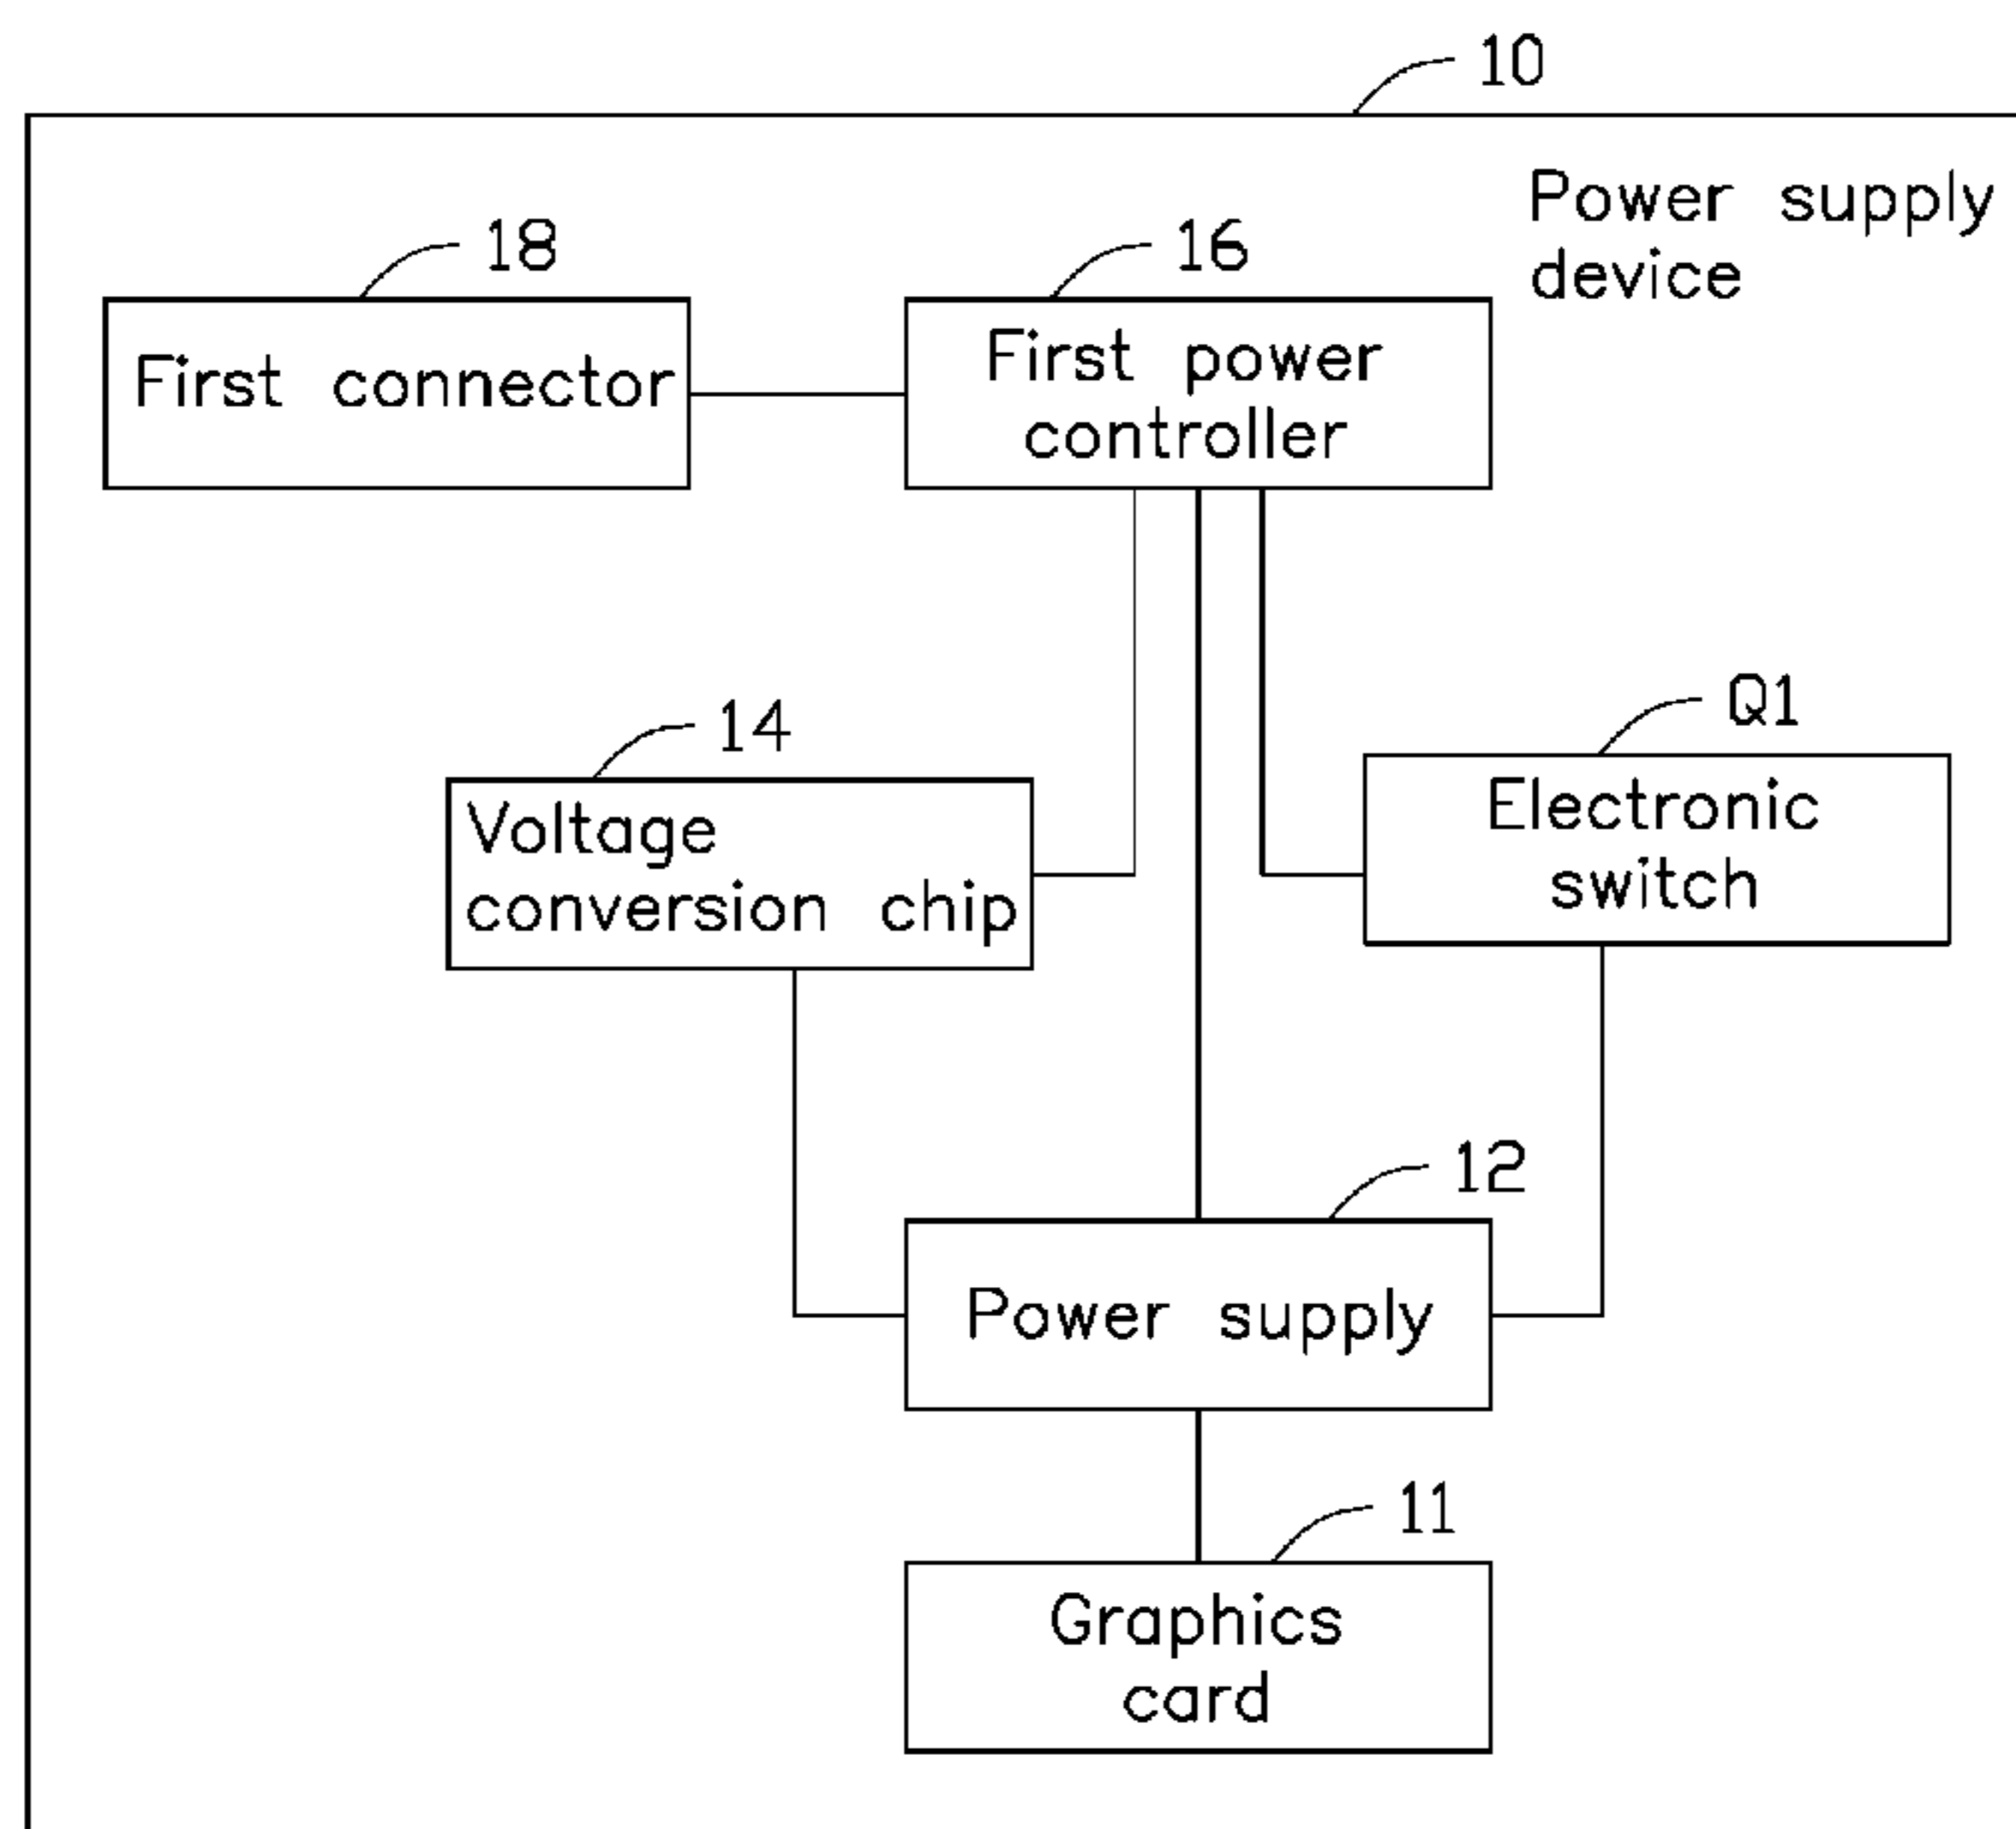 10
Power supply
device
18
First connector
16
First power
controller
14
Voltage
conversion chip
Q1
Electronic
switch
12
Power supply
11
Graphics
card